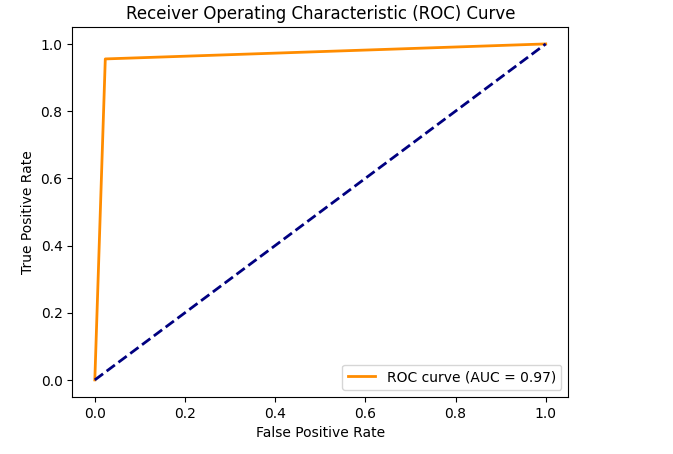 Receiver Operating Characteristic (ROC) Curve
1.0
0.8
0.6
0.4
0.2
0.0
True Positive Rate
ROC curve (AUC = 0.97)
0.0 0.2 0.4 0.6 0.8 1.0
False Positive Rate